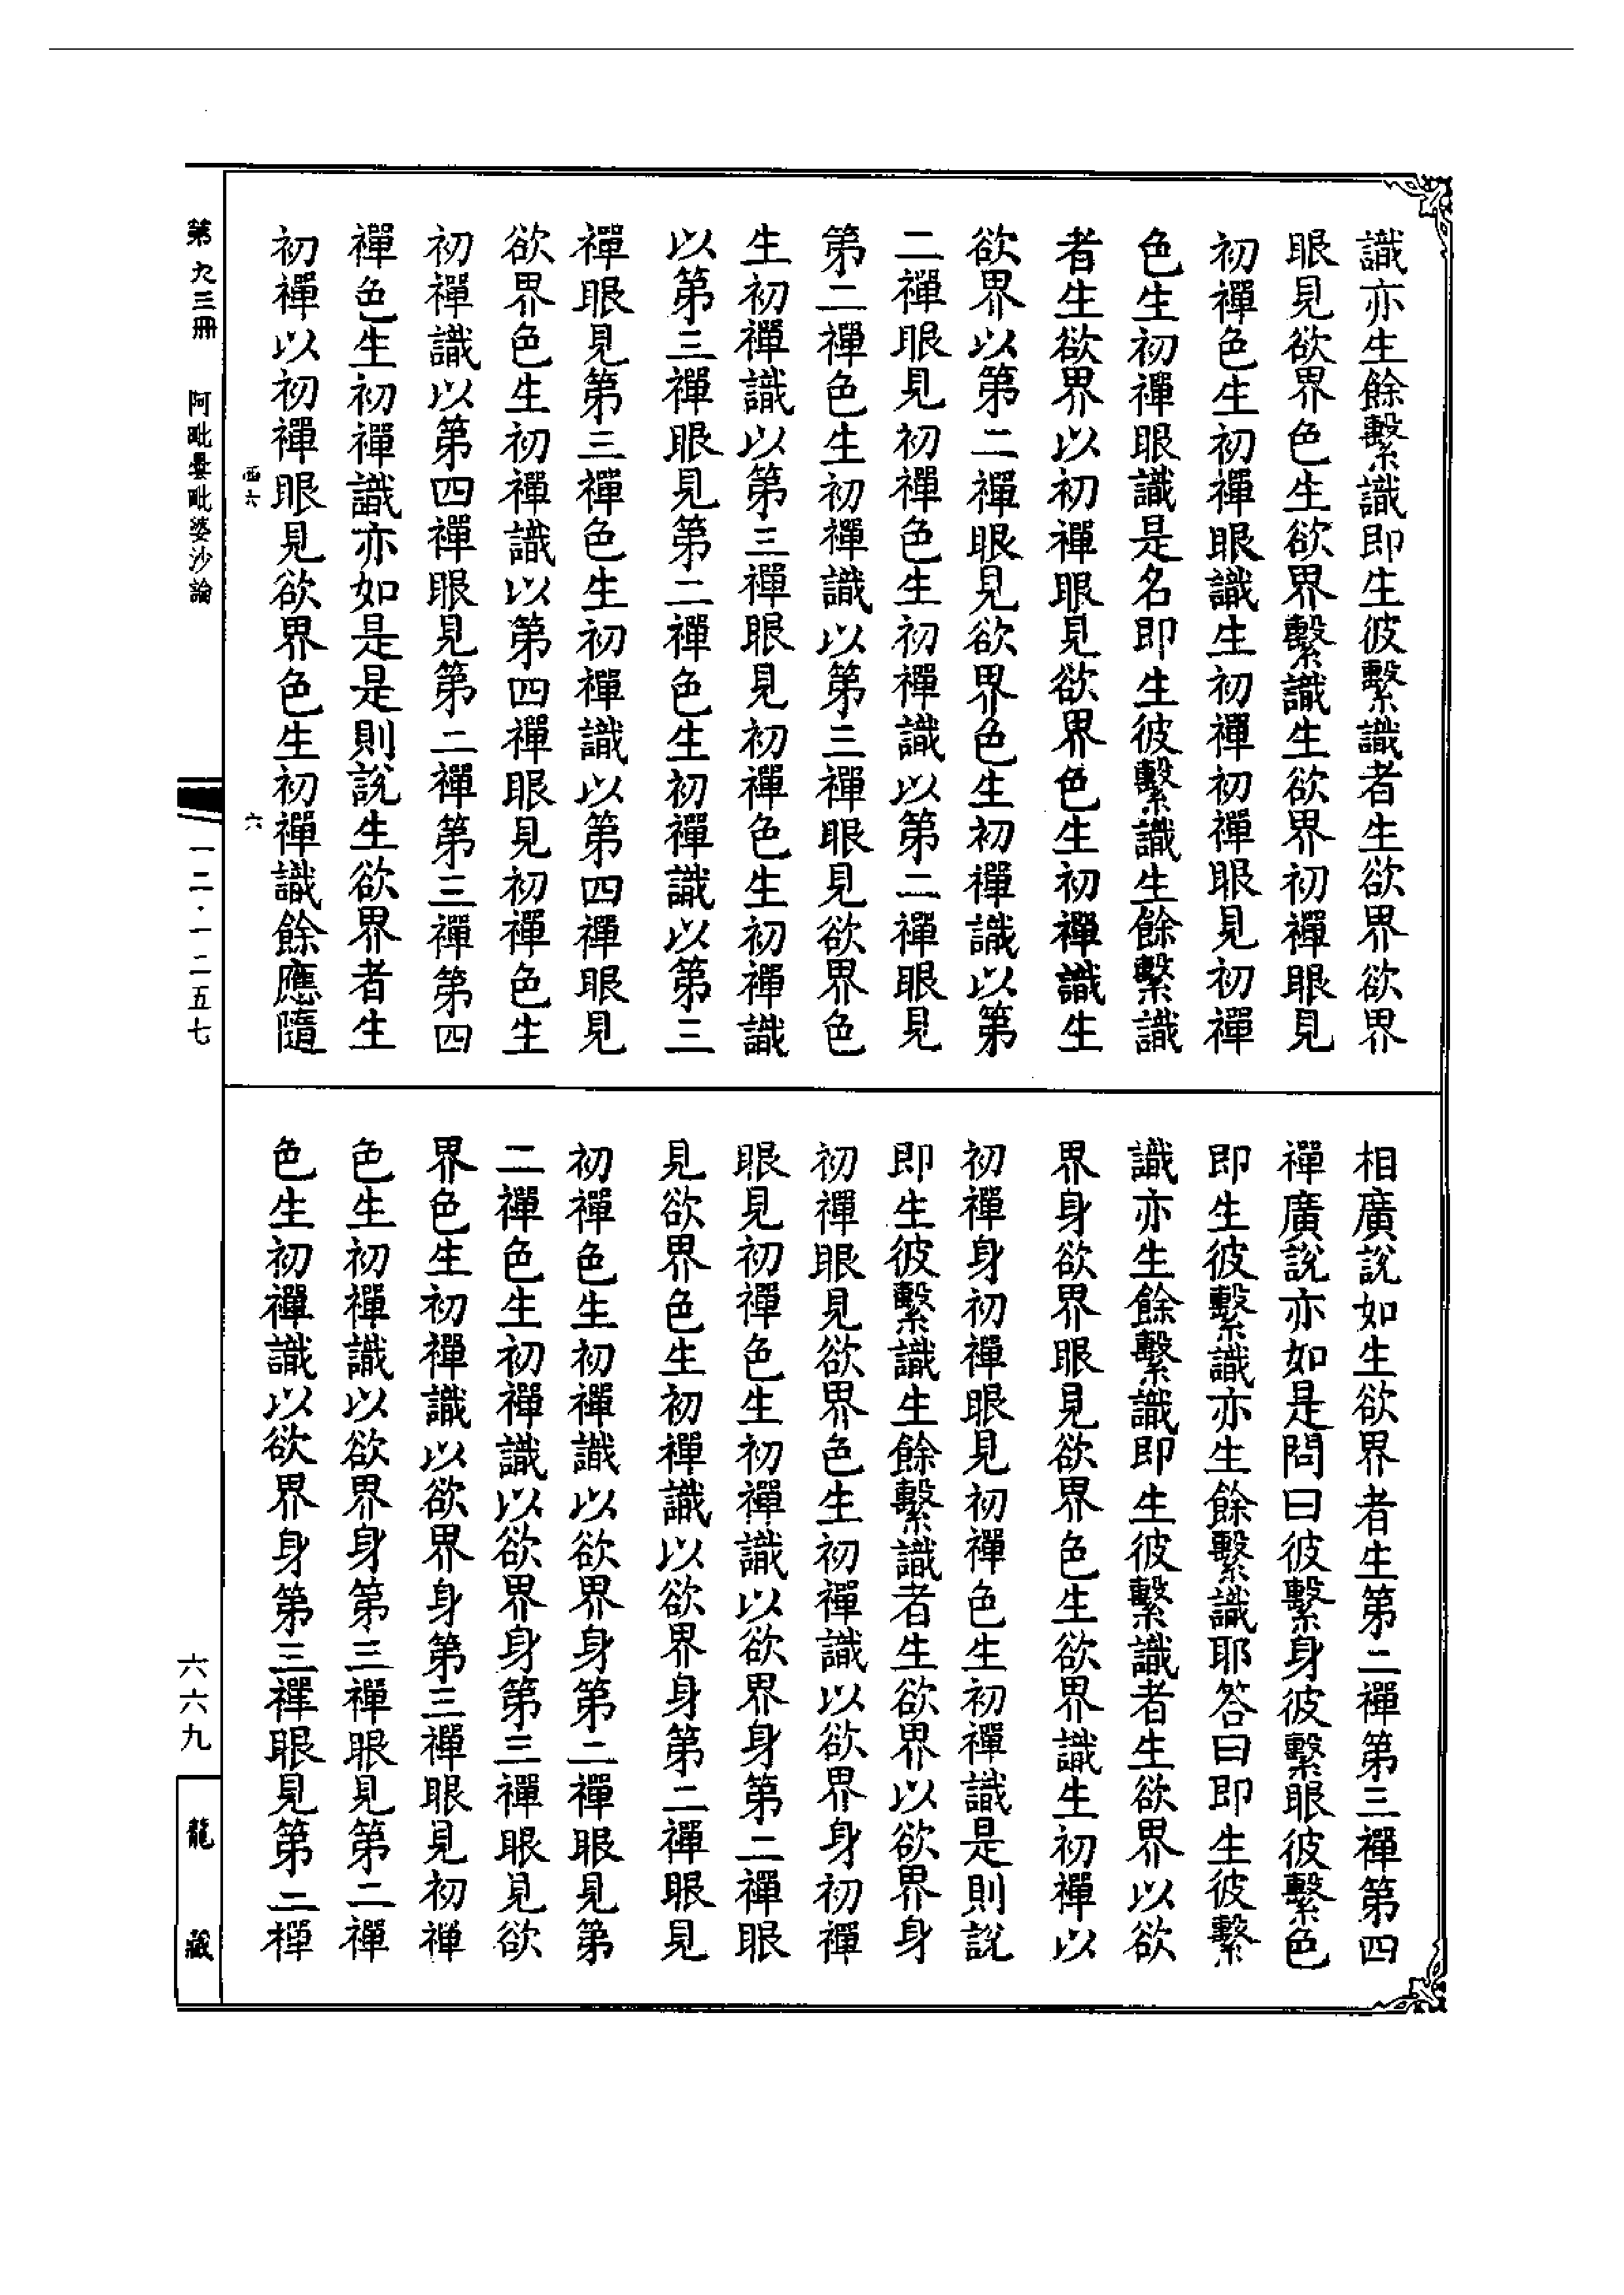 識亦生餘繫識即生彼繫識者生欲界欲界
眼見欲界色生欲界繫識生欲界初禪眼見
初禪色生初禪眼識生初禪初禪眼見初禪
色生初禪眼識是名即生彼繫識生餘繫識
者生欲界以初禪眼見欲界色生初禪識生
欲界以第二禪眼見欲界色生初禪識以第
二禪眼見初禪色生初禪識以第二禪眼見
第二禪色生初禪識以第三禪眼見欲界色
生初禪識以第三禪眼見初禪色生初禪識
以第三禪眼見第二禪色生初禪識以第三
禪眼見第三禪色生初禪識以第四禪眼見
欲界色生初禪識以第四禪眼見初禪色生
初禪識以第四禪眼見第二禪第三禪第四
禪色生初禪識亦如是是則說生欲界者生
初禪以初禪眼見欲界色生初禪識餘應隨
相廣說如生欲界者生第二禪第三禪第四
禪廣說亦如是問曰彼繫身彼繫眼彼繫色
即生彼繫識亦生餘繫識耶答曰即生彼繫
識亦生餘繫識即生彼繫識者生欲界以欲
界身欲界眼見欲界色生欲界識生初禪以
初禪身初禪眼見初禪色生初禪識是則說
即生彼繫識生餘繫識者生欲界以欲界身
初禪眼見欲界色生初禪識以欲界身初禪
眼見初禪色生初禪識以欲界身第二禪眼
見欲界色生初禪識以欲界身第二禪眼見
初禪色生初禪識以欲界身第二禪眼見第
二禪色生初禪識以欲界身第三禪眼見欲
界色生初禪識以欲界身第三禪眼見初禪
色生初禪識以欲界身第三禪眼見第二禪
色生初禪識以欲界身第三禪眼見第二禪
第九三冊 阿毗曇毗婆沙論
西六
六
一二·一二五七
六六九
龍藏